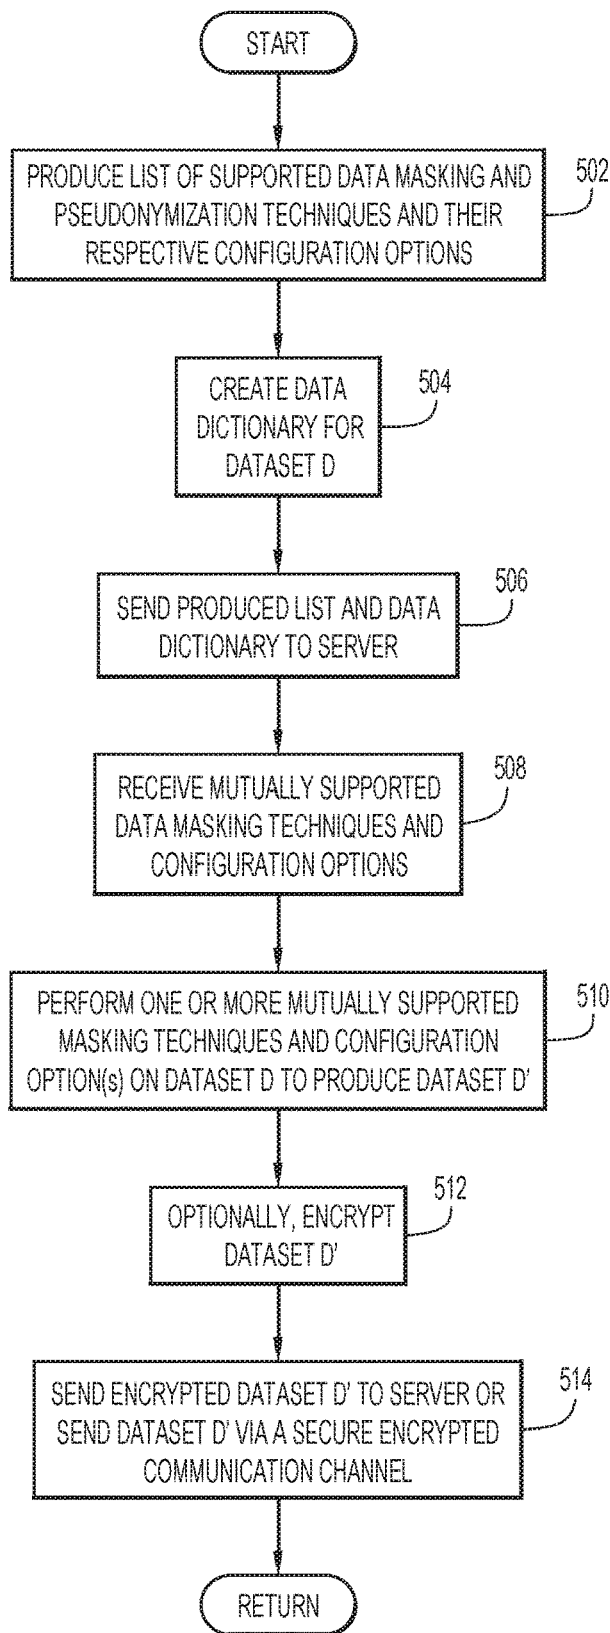 START
PRODUCE LIST OF SUPPORTED DATA MASKING AND
PSEUDONYMIZATION TECHNIQUES AND THEIR
RESPECTIVE CONFIGURATION OPTIONS
502
CREATE DATA
DICTIONARY FOR
DATASET D
504
SEND PRODUCED LIST AND DATA
DICTIONARY TO SERVER
506
RECEIVE MUTUALLY SUPPORTED
DATA MASKING TECHNIQUES AND
CONFIGURATION OPTIONS
508
PERFORM ONE OR MORE MUTUALLY SUPPORTED
MASKING TECHNIQUES AND CONFIGURATION
OPTION(s) ON DATASET D TO PRODUCE DATASET D'
510
OPTIONALLY, ENCRYPT
DATASET D'
512
SEND ENCRYPTED DATASET D' TO SERVER OR
SEND DATASET D' VIA A SECURE ENCRYPTED
COMMUNICATION CHANNEL
514
RETURN